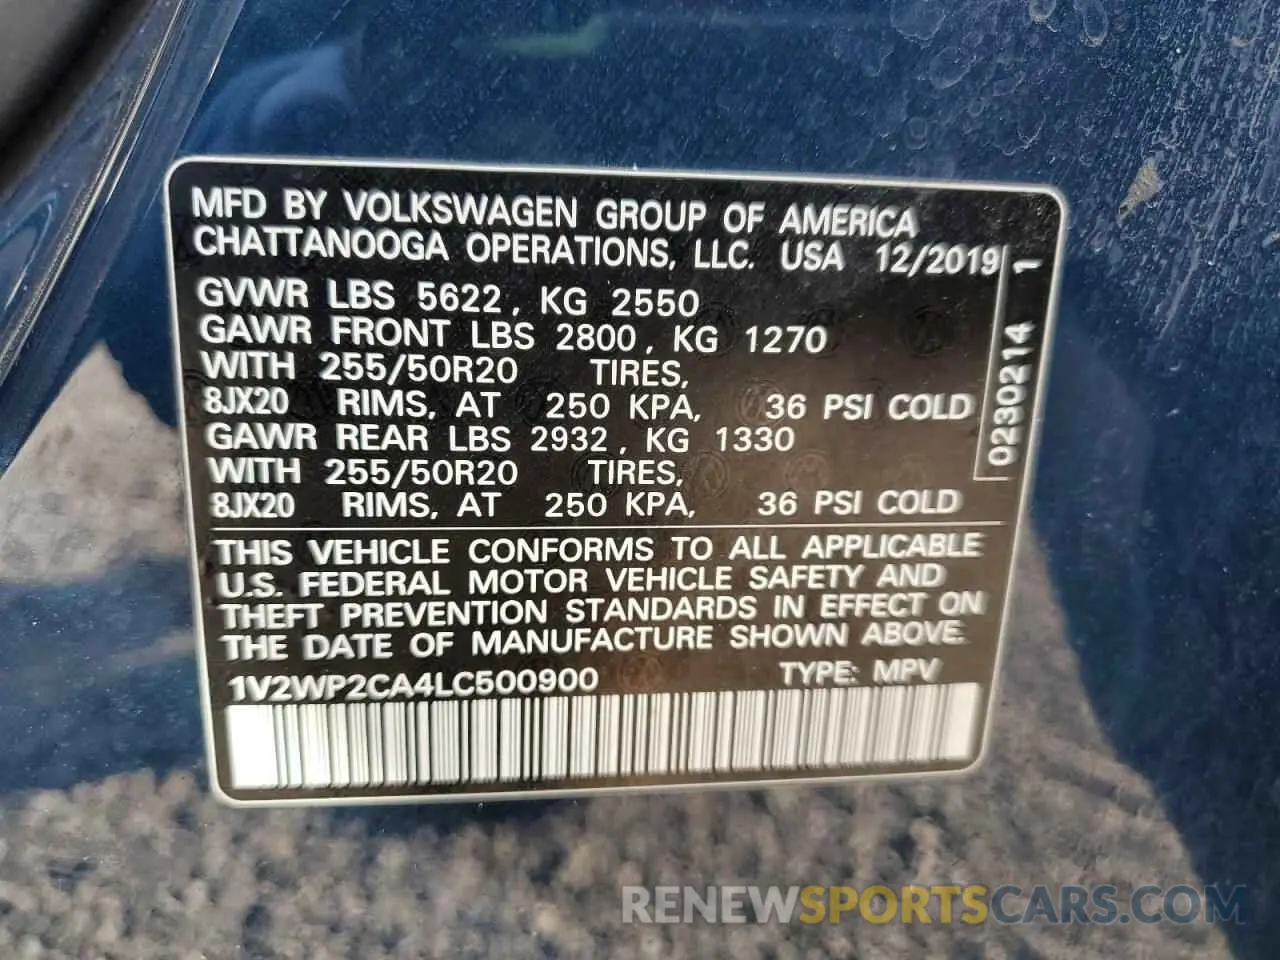 MFD BY VOLKSWAGEN GROUP OF AMERICA
CHATTANOOGA OPERATIONS, LLC. USA 12/2019
GVWR LBS 5622, KG 2550
GAWR FRONT LBS 2800, KG 1270
WITH 255/50R20 TIRES,
8JX20 RIMS, AT 250 KPA, 36 PSI COLD
GAWR REAR LBS 2932, KG 1330
WITH 255/50R20 TIRES,
8JX20 RIMS, AT 250 KPA, 36 PSI COLD
0230214 1
THIS VEHICLE CONFORMS TO ALL APPLICABLE
U.S. FEDERAL MOTOR VEHICLE SAFETY AND
THEFT PREVENTION STANDARDS IN EFFECT ON
THE DATE OF MANUFACTURE SHOWN ABOVE.
1V2WP2CA4LC500900 TYPE: MPV
RENEWSPORTSCARS.COM